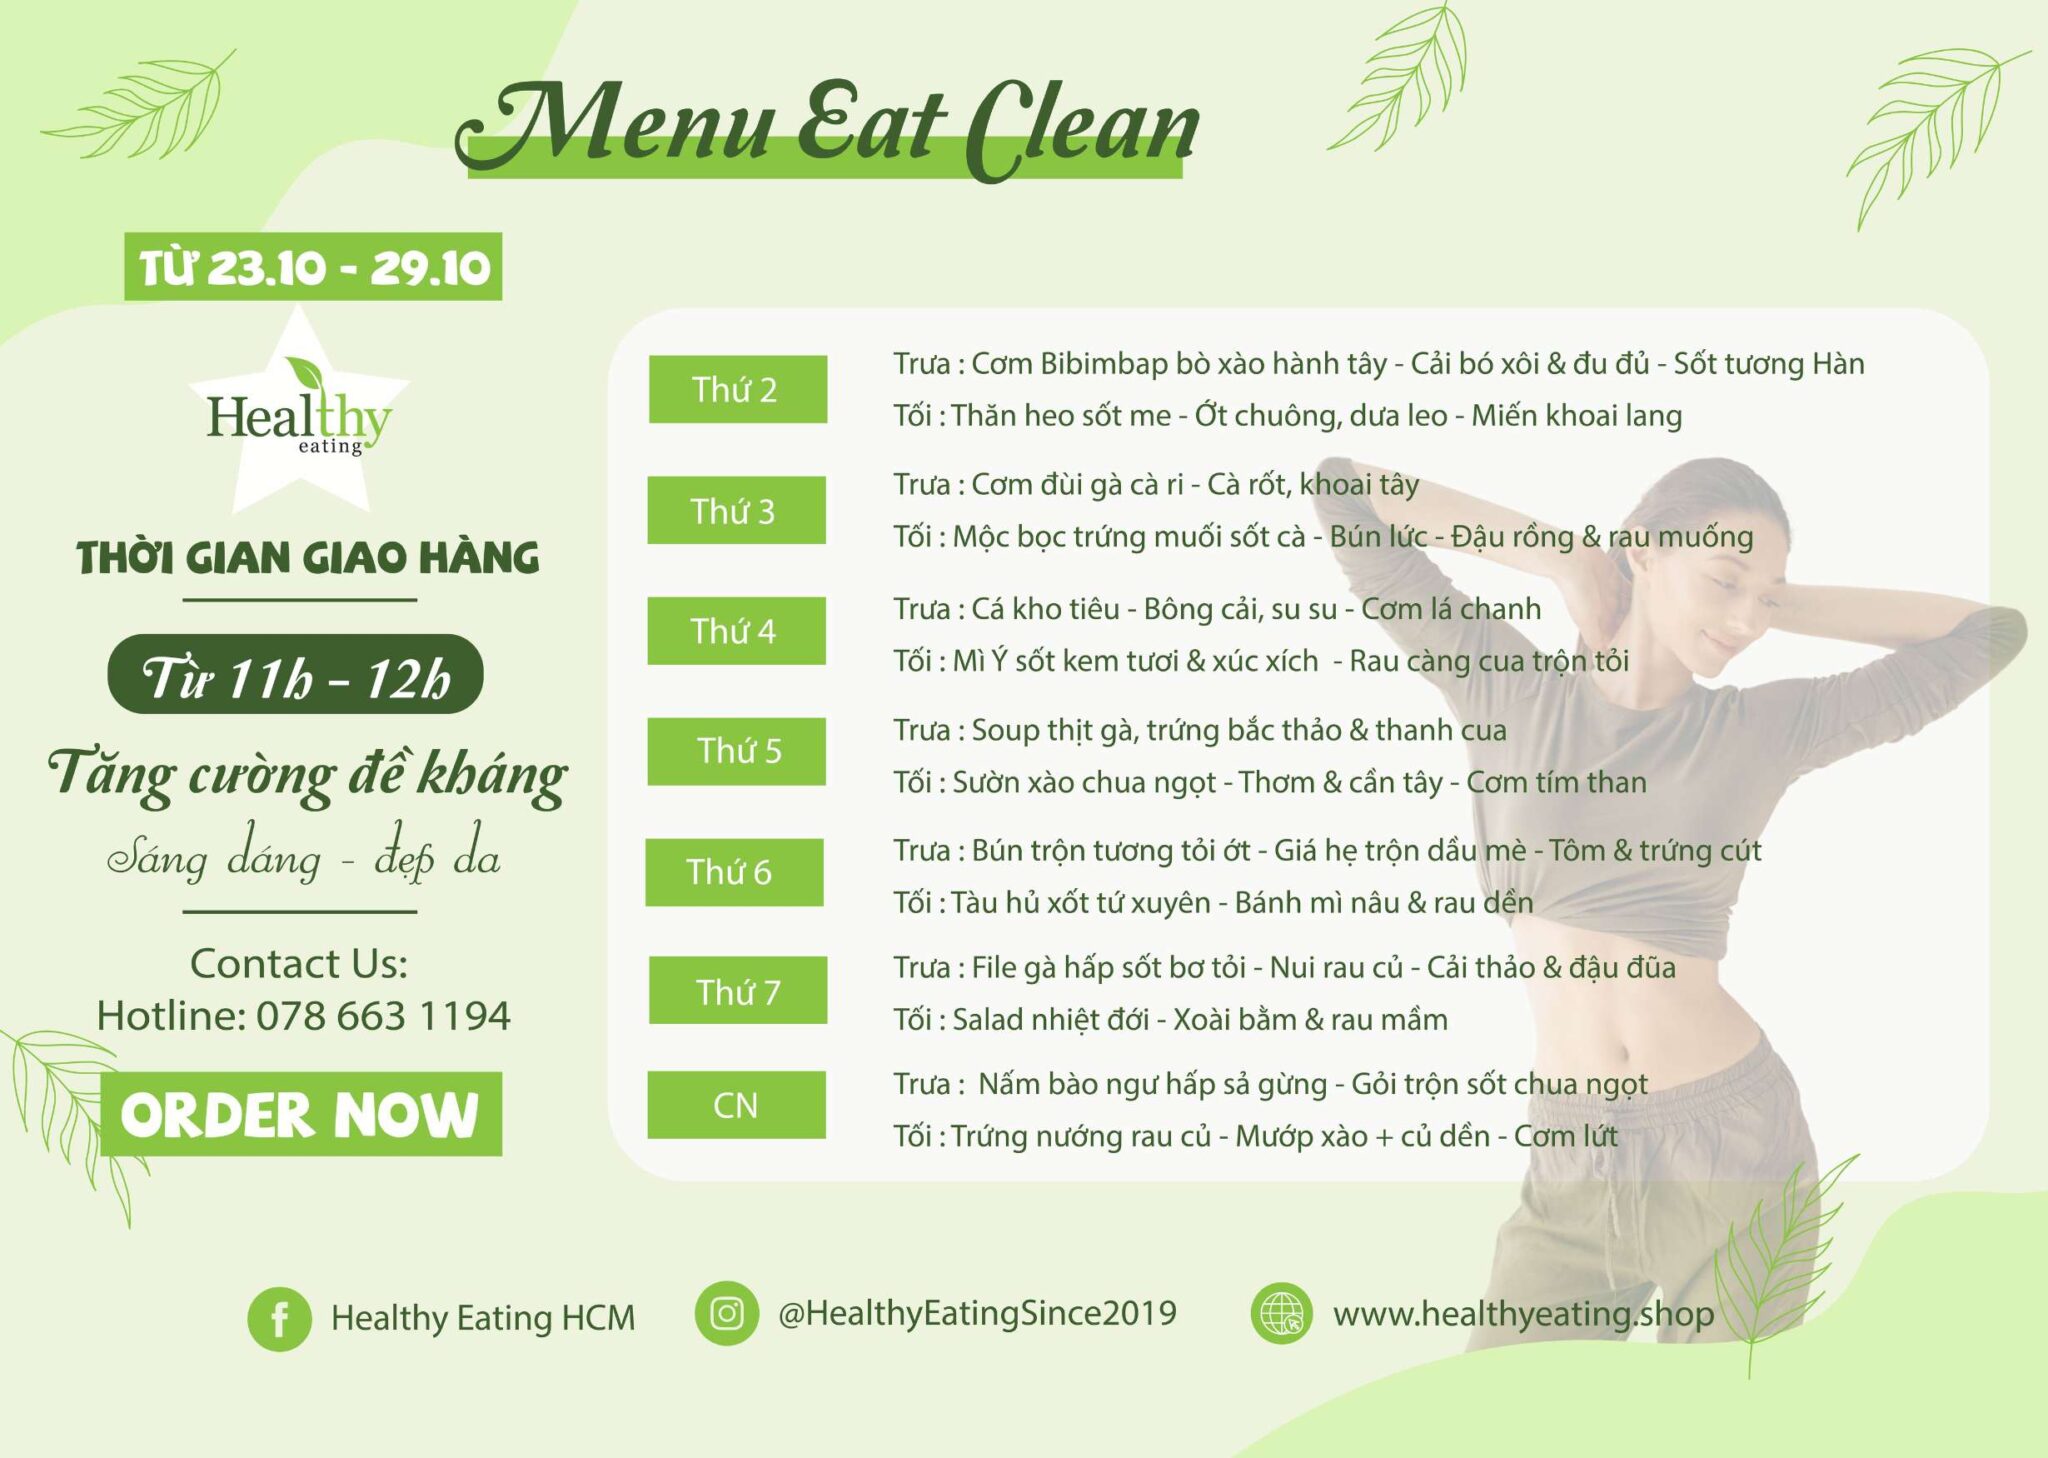 Menu Eat Clean
TỪ 23.10 - 29.10
Healthy
eating
THỜI GIAN GIAO HÀNG
Từ 11h - 12h
Tăng cường đề kháng
Sáng dáng - đẹp da
Contact Us:
Hotline: 078 663 1194
ORDER NOW
Thứ 2
Trưa : Cơm Bibimbap bò xào hành tây - Cải bó xôi & đu đủ - Sốt tương Hàn
Tối : Thăn heo sốt me - Ớt chuông, dưa leo - Miến khoai lang
Thứ 3
Trưa : Cơm đùi gà cà ri - Cà rốt, khoai tây
Tối : Mộc bọc trứng muối sốt cà - Bún lức - Đậu rồng & rau muống
Thứ 4
Trưa : Cá kho tiêu - Bông cải, su su - Cơm lá chanh
Tối : Mì Ý sốt kem tươi & xúc xích - Rau càng cua trộn tỏi
Thứ 5
Trưa : Soup thịt gà, trứng bắc thảo & thanh cua
Tối : Sườn xào chua ngọt - Thơm & cần tây - Cơm tím than
Thứ 6
Trưa : Bún trộn tương tỏi ớt - Giá hẹ trộn dầu mè - Tôm & trứng cút
Tối : Tàu hủ xốt tứ xuyên - Bánh mì nâu & rau dền
Thứ 7
Trưa : File gà hấp sốt bơ tỏi - Nui rau củ - Cải thảo & đậu đũa
Tối : Salad nhiệt đới - Xoài bằm & rau mầm
CN
Trưa : Nấm bào ngư hấp sả gừng - Gỏi trộn sốt chua ngọt
Tối : Trứng nướng rau củ - Mướp xào + củ dền - Cơm lứt
Healthy Eating HCM
@HealthyEatingSince2019
www.healthyeating.shop